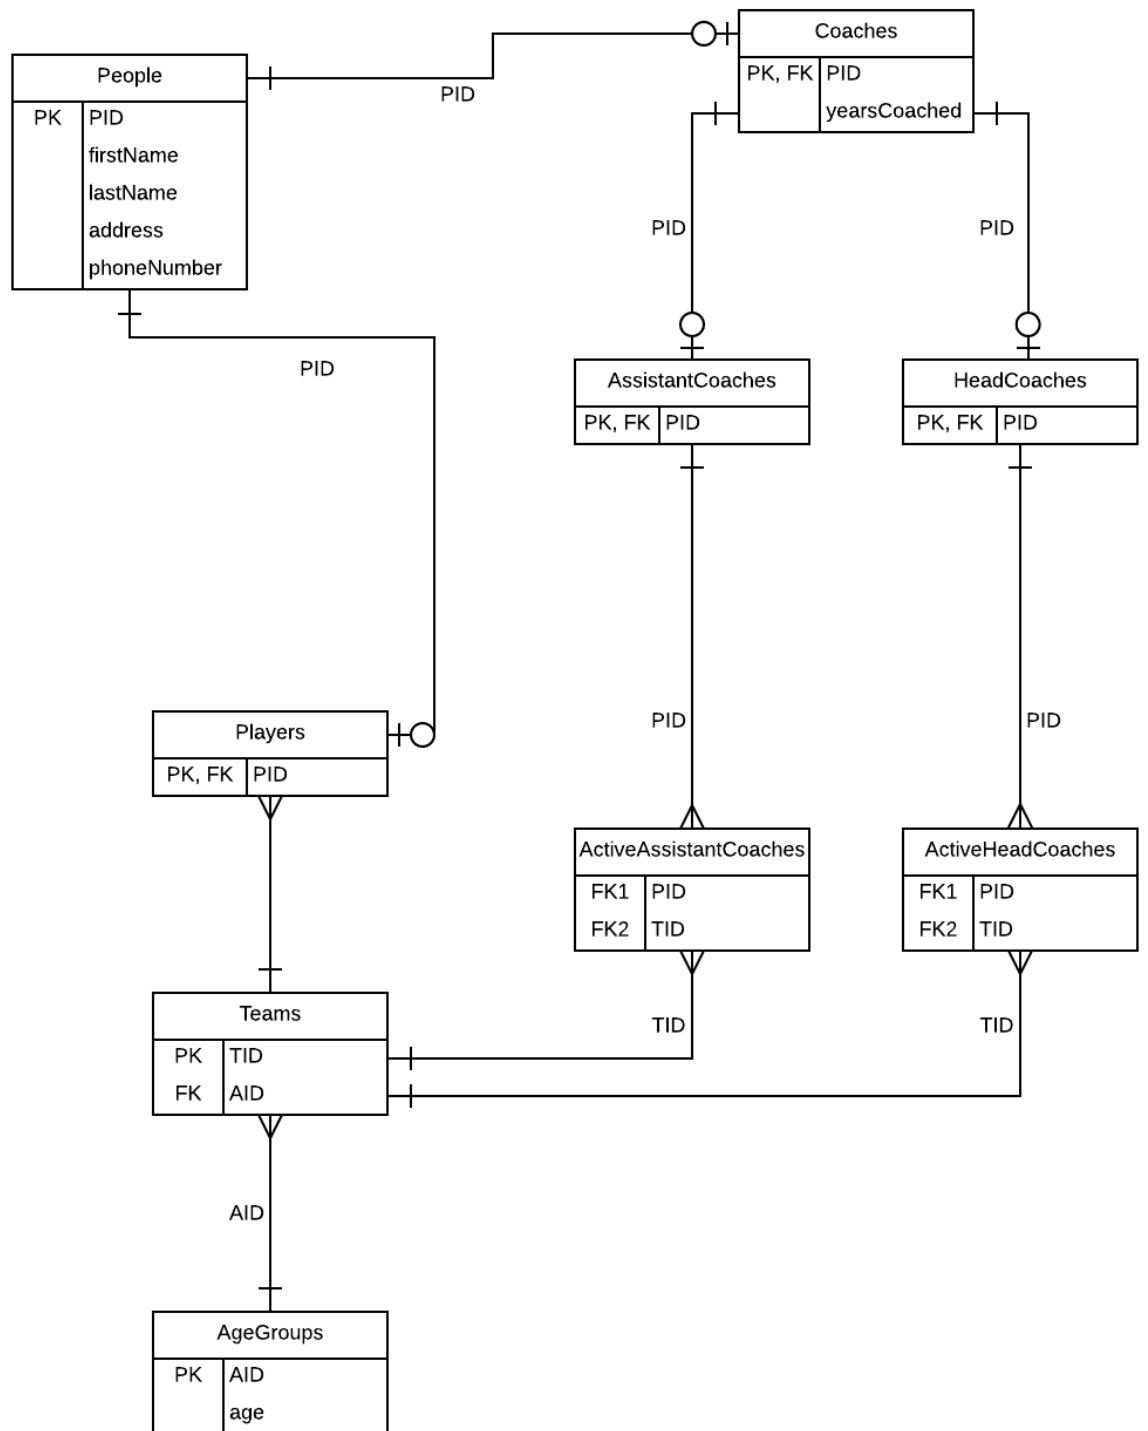 Coaches
PK, FK PID
yearsCoached
People
PK PID
firstName
lastName
address
phoneNumber
PID
PID
PID
PID
AssistantCoaches
PK, FK PID
HeadCoaches
PK, FK PID
Players
PK, FK PID
PID
PID
ActiveAssistantCoaches
FK1 PID
FK2 TID
ActiveHeadCoaches
FK1 PID
FK2 TID
Teams
PK TID
FK AID
TID
TID
AID
AgeGroups
PK AID
age